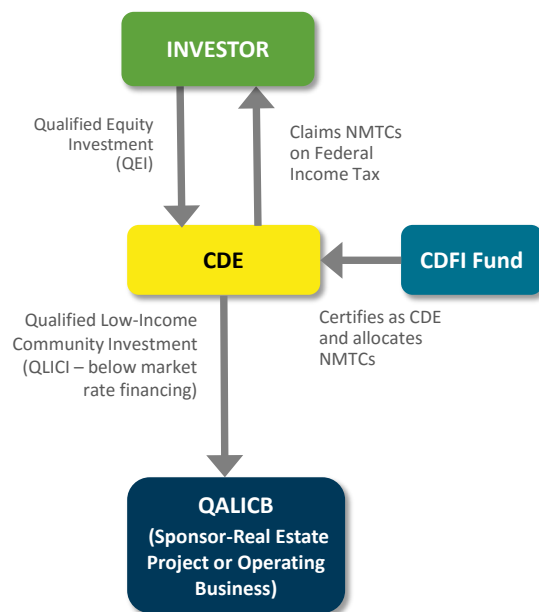 INVESTOR
Qualified Equity
Investment
(QEI)
Claims NMTCs
on Federal
Income Tax
CDE
CDFI Fund
Qualified Low-Income
Community Investment
(QLICI – below market
rate financing)
Certifies as CDE
and allocates
NMTCs
QALICB
(Sponsor-Real Estate
Project or Operating
Business)